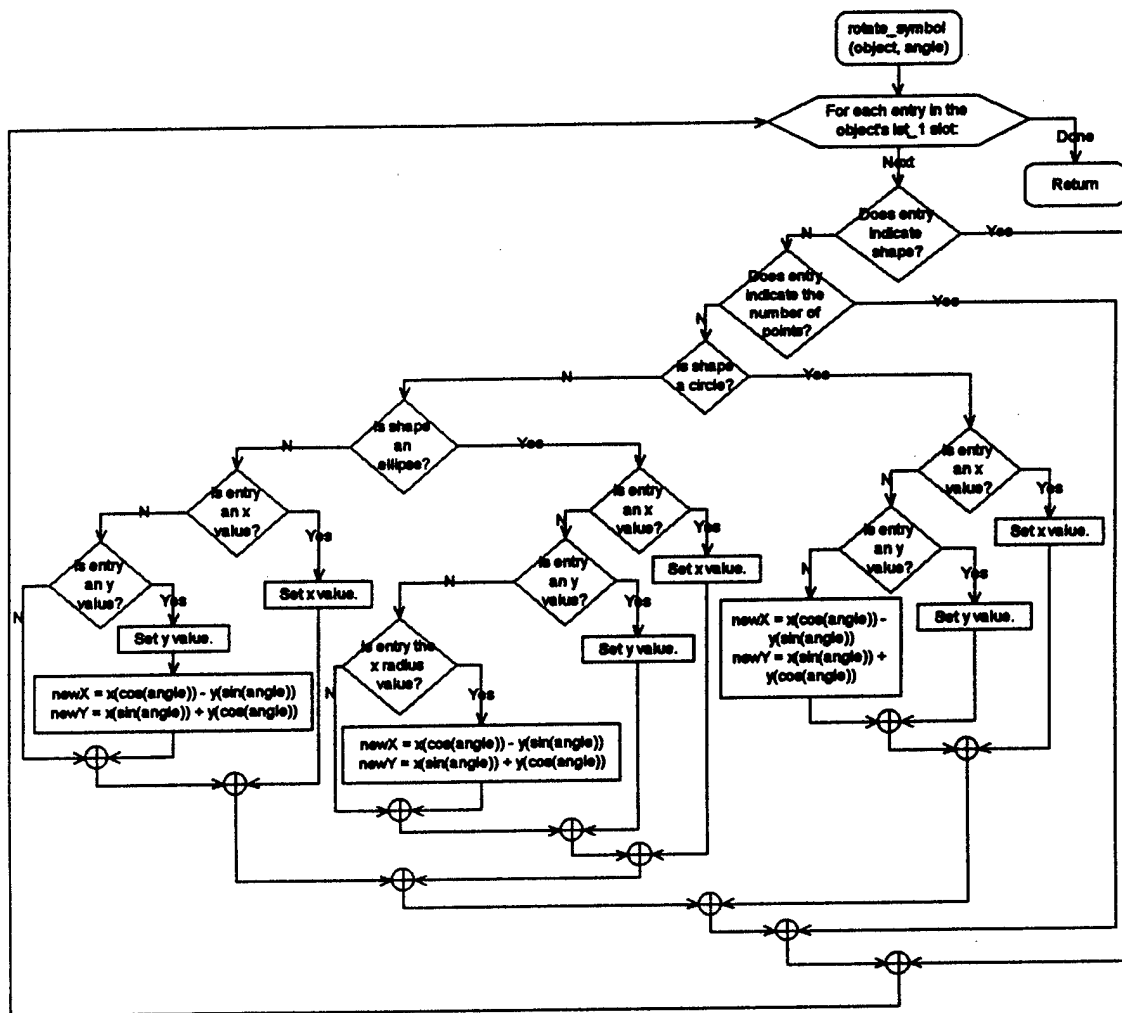 rotate_symbol
(object, angle)
For each entry in the
object's lst_1 slot:
Done
Next
Return
Does entry
indicate
shape?
N
Yes
Does entry
indicate the
number of
points?
N
Yes
Is shape
a circle?
N
Yes
Is shape
an
ellipse?
N
Yes
Is entry
an x
value?
N
Yes
Set x value.
Is entry
an y
value?
N
Yes
Set y value.
newX = x(cos(angle)) - y(sin(angle))
newY = x(sin(angle)) + y(cos(angle))
Is entry
an x
value?
N
Yes
Set x value.
Is entry
an y
value?
N
Yes
Set y value.
Is entry the
x radius
value?
N
Yes
newX = x(cos(angle)) - y(sin(angle))
newY = x(sin(angle)) + y(cos(angle))
Is entry
an x
value?
N
Yes
Set x value.
Is entry
an y
value?
N
Yes
Set y value.
newX = x(cos(angle)) -
y(sin(angle))
newY = x(sin(angle)) +
y(cos(angle))